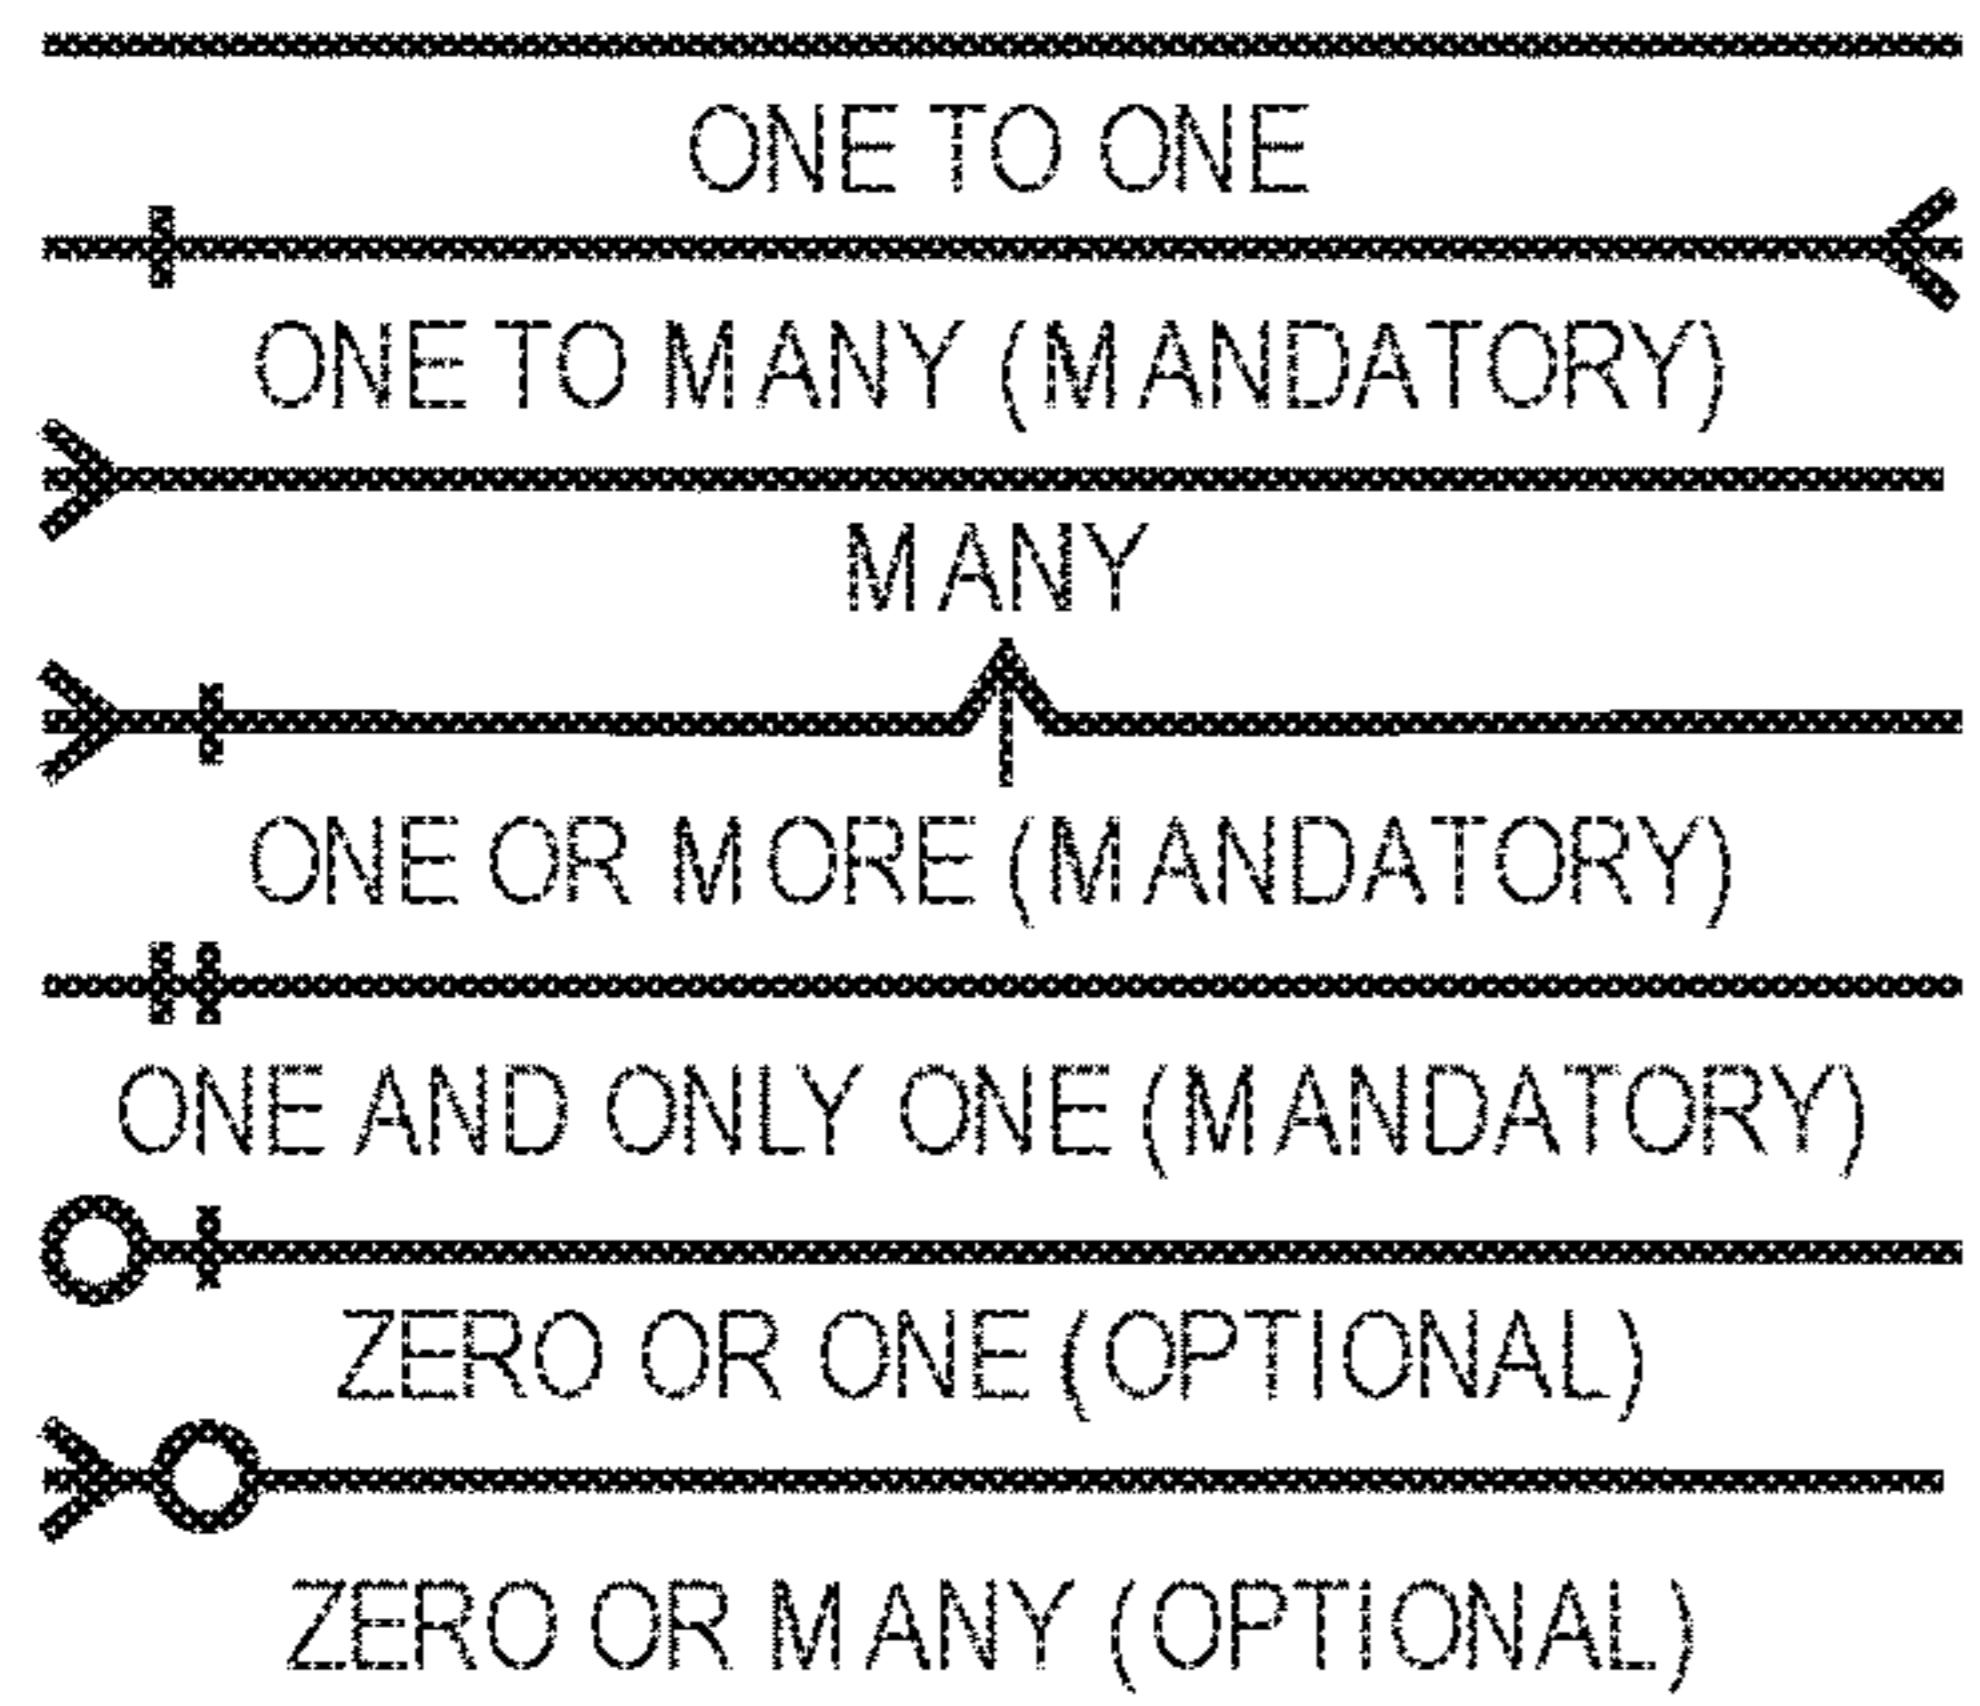 ONE TO ONE
ONE TO MANY (MANDATORY)
MANY
ONE OR MORE (MANDATORY)
ONE AND ONLY ONE (MANDATORY)
ZERO OR ONE (OPTIONAL)
ZERO OR MANY (OPTIONAL)